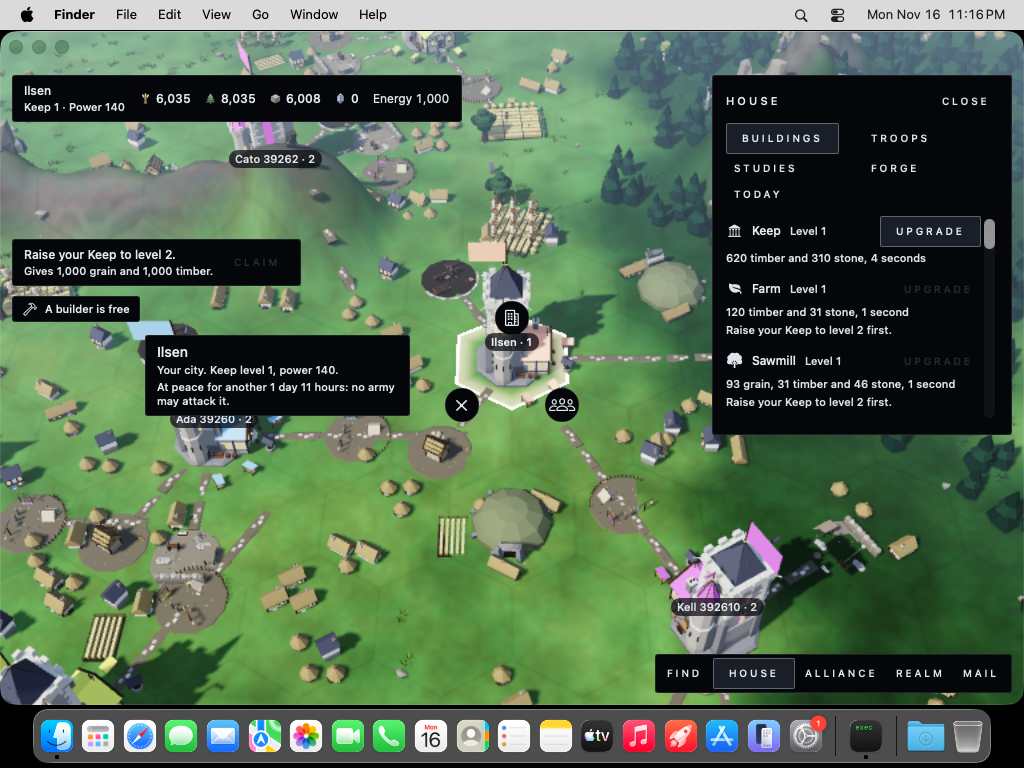 Finder File Edit View Go Window Help Mon Nov 16 11:16 PM
Ilsen
Keep 1 · Power 140
6,035 8,035 6,008 0 Energy 1,000
Cato 39262 · 2
HOUSE CLOSE
BUILDINGS TROOPS
STUDIES FORGE
TODAY
Keep Level 1 UPGRADE
620 timber and 310 stone, 4 seconds
Farm Level 1 UPGRADE
120 timber and 31 stone, 1 second
Raise your Keep to level 2 first.
Sawmill Level 1 UPGRADE
93 grain, 31 timber and 46 stone, 1 second
Raise your Keep to level 2 first.
Raise your Keep to level 2.
Gives 1,000 grain and 1,000 timber.
CLAIM
A builder is free
Ilsen · 1
Ilsen
Your city. Keep level 1, power 140.
At peace for another 1 day 11 hours: no army
may attack it.
Ada 39260 · 2
Kell 392610 · 2
FIND HOUSE ALLIANCE REALM MAIL
Mon
16
tv
1
exec